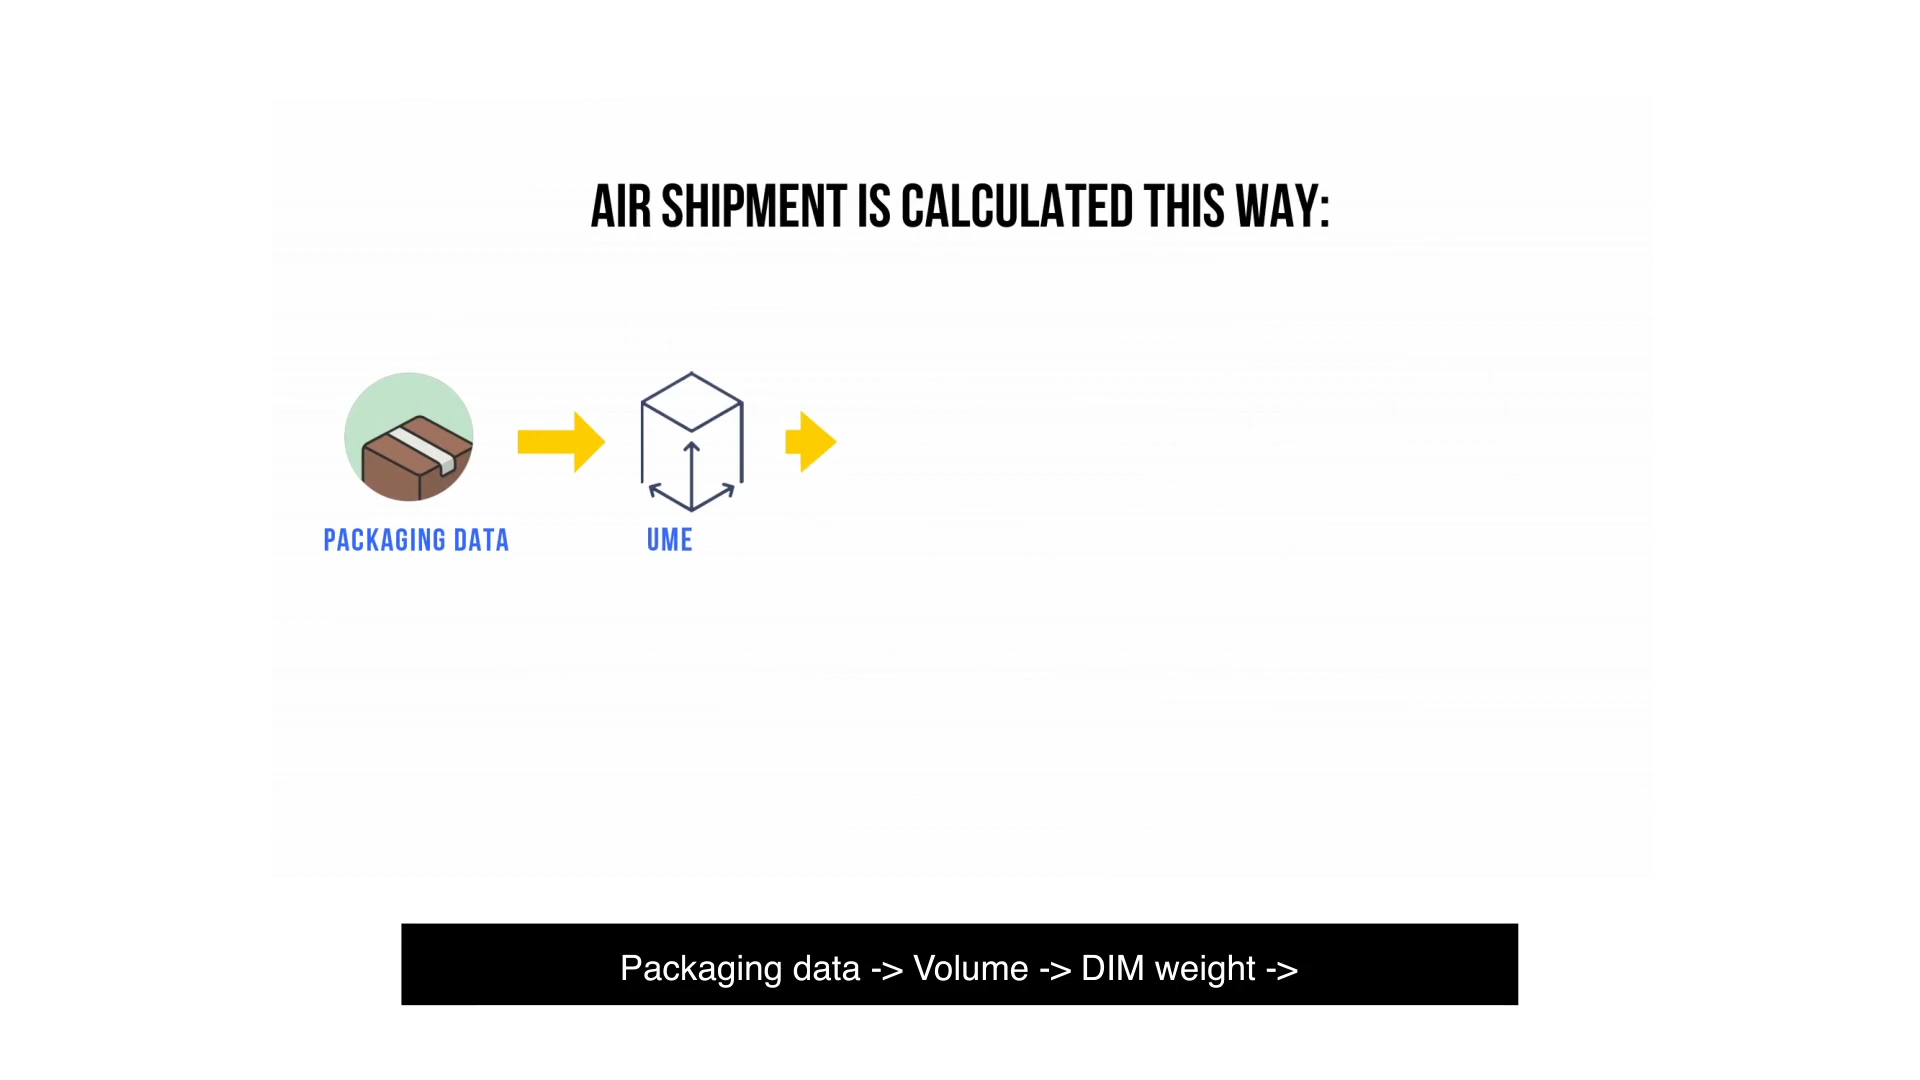 AIR SHIPMENT IS CALCULATED THIS WAY:
PACKAGING DATA
UME
Packaging data -> Volume -> DIM weight ->